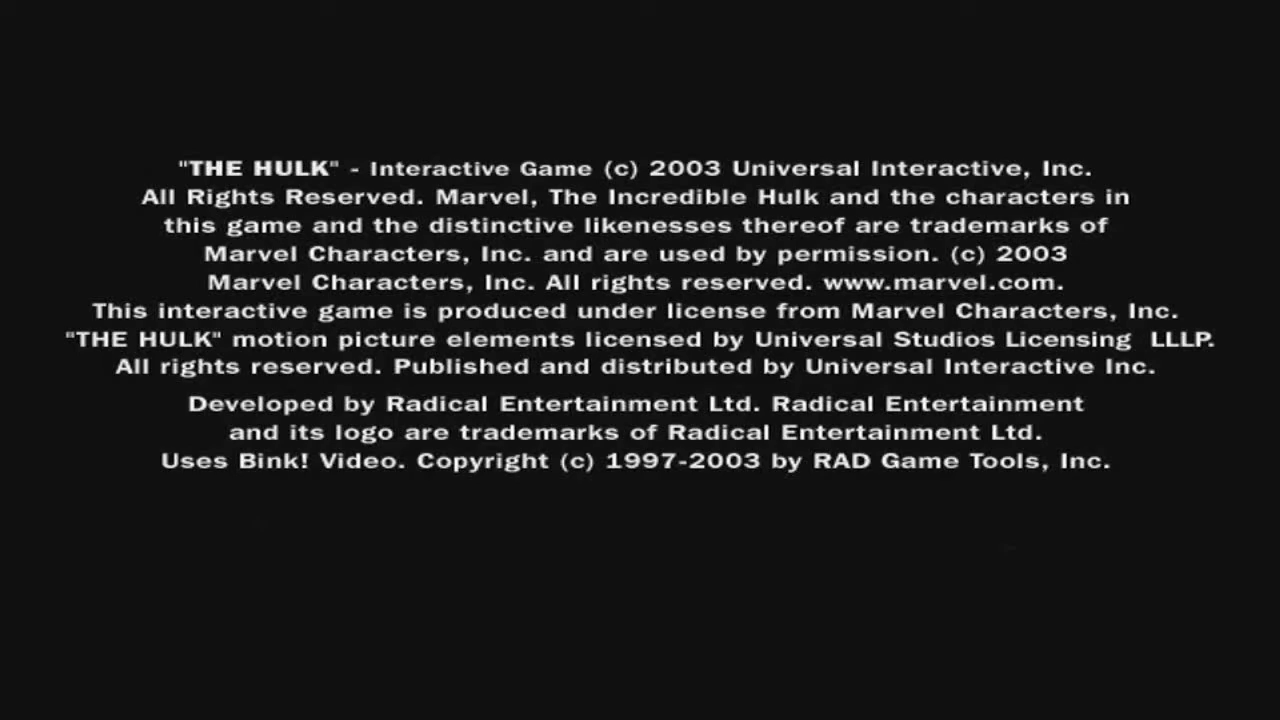 "THE HULK" - Interactive Game (c) 2003 Universal Interactive, Inc.
All Rights Reserved. Marvel, The Incredible Hulk and the characters in
this game and the distinctive likenesses thereof are trademarks of
Marvel Characters, Inc. and are used by permission. (c) 2003
Marvel Characters, Inc. All rights reserved. www.marvel.com.
This interactive game is produced under license from Marvel Characters, Inc.
"THE HULK" motion picture elements licensed by Universal Studios Licensing  LLLP.
All rights reserved. Published and distributed by Universal Interactive Inc.
Developed by Radical Entertainment Ltd. Radical Entertainment
and its logo are trademarks of Radical Entertainment Ltd.
Uses Bink! Video. Copyright (c) 1997-2003 by RAD Game Tools, Inc.